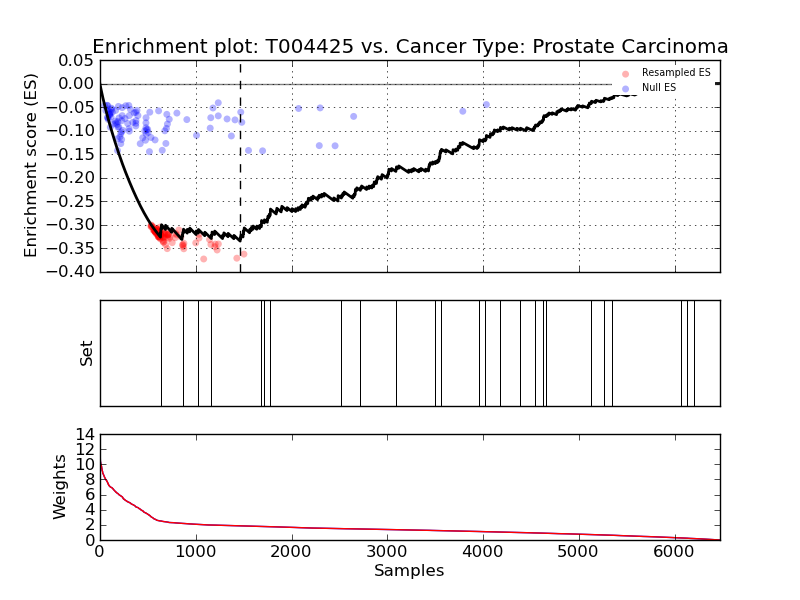 Enrichment plot: T004425 vs. Cancer Type: Prostate Carcinoma
Enrichment score (ES)
0.05
0.00
−0.05
−0.10
−0.15
−0.20
−0.25
−0.30
−0.35
−0.40
Resampled ES
Null ES
Set
Weights
14
12
10
8
6
4
2
0
0 1000 2000 3000 4000 5000 6000
Samples